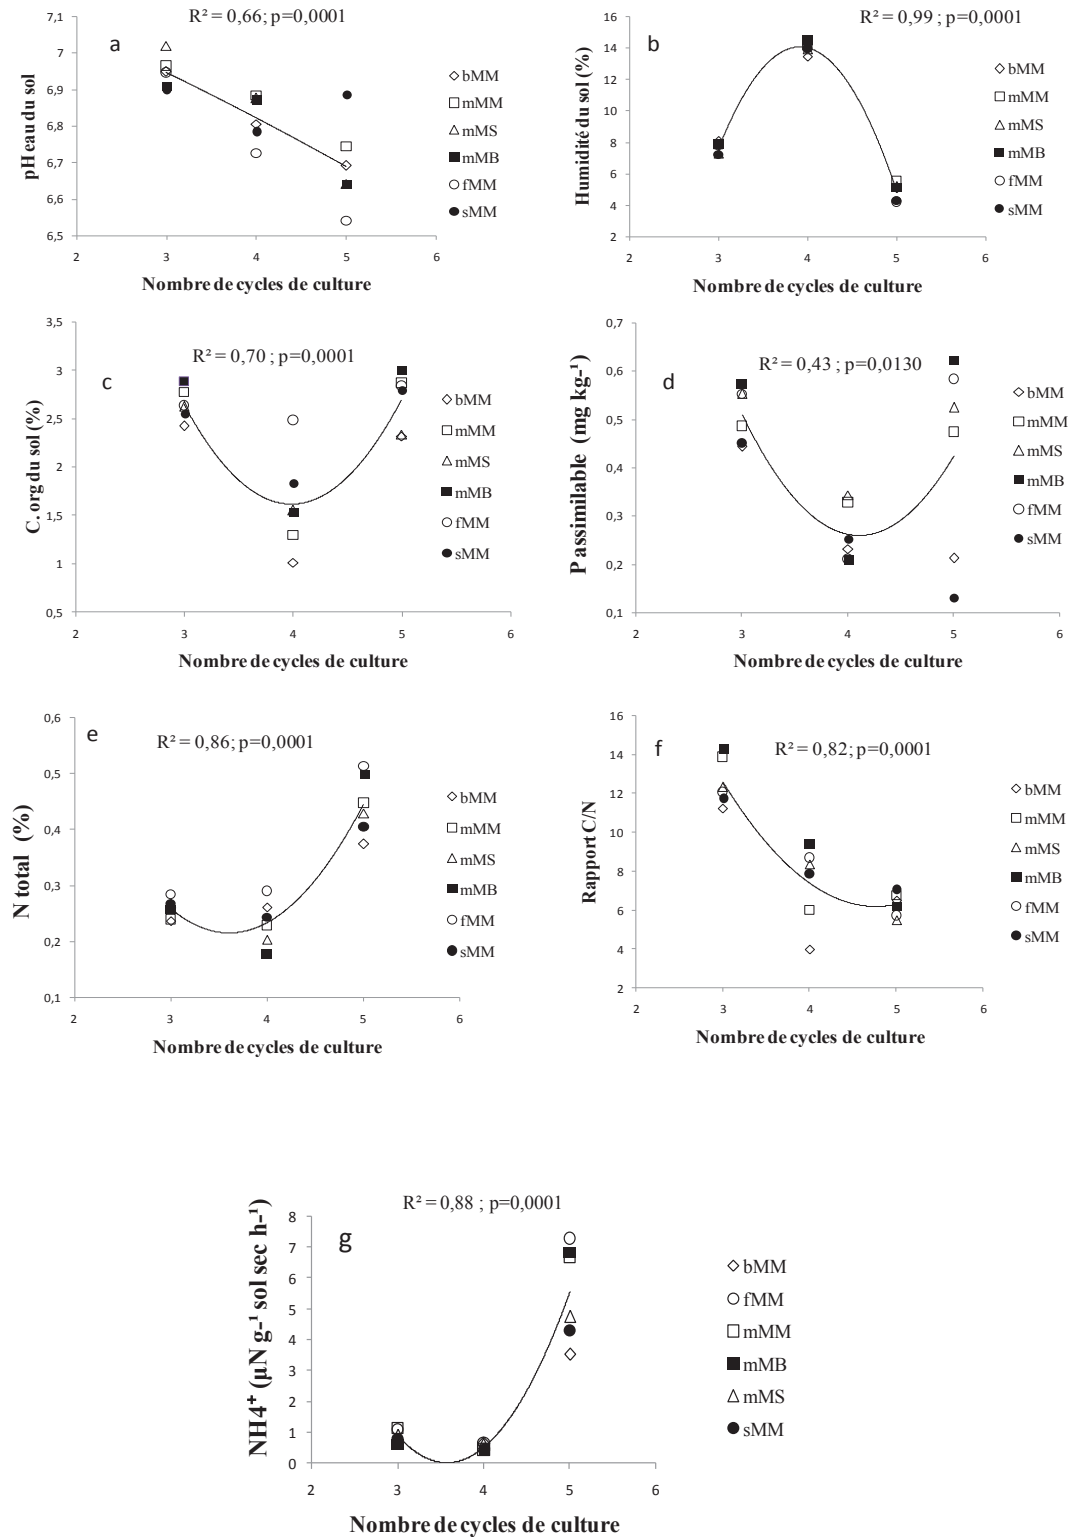 R² = 0,66; p=0,0001
a
pH eau du sol
7,1
7
6,9
6,8
6,7
6,6
6,5
2 3 4 5 6
Nombre de cycles de culture
bMM
mMM
mMS
mMB
fMM
sMM
R² = 0,99 ; p=0,0001
b
Humidité du sol (%)
16
14
12
10
8
6
4
2
2 3 4 5 6
Nombre de cycles de culture
bMM
mMM
mMS
mMB
fMM
sMM
R² = 0,70 ; p=0,0001
c
C. org du sol (%)
3,5
3
2,5
2
1,5
1
0,5
2 3 4 5 6
Nombre de cycles de culture
bMM
mMM
mMS
mMB
fMM
sMM
R² = 0,43 ; p=0,0130
d
P assimilable (mg kg-¹)
0,7
0,6
0,5
0,4
0,3
0,2
0,1
2 3 4 5 6
Nombre de cycles de culture
bMM
mMM
mMS
mMB
fMM
sMM
R² = 0,86; p=0,0001
e
N total (%)
0,6
0,5
0,4
0,3
0,2
0,1
2 3 4 5 6
Nombre de cycles de culture
bMM
mMM
mMS
mMB
fMM
sMM
R² = 0,82; p=0,0001
f
Rapport C/N
16
14
12
10
8
6
4
2
2 3 4 5 6
Nombre de cycles de culture
bMM
mMM
mMS
mMB
fMM
sMM
R² = 0,88 ; p=0,0001
g
NH4⁺ (µN g-¹ sol sec h-¹)
8
7
6
5
4
3
2
1
0
2 3 4 5 6
Nombre de cycles de culture
bMM
fMM
mMM
mMB
mMS
sMM